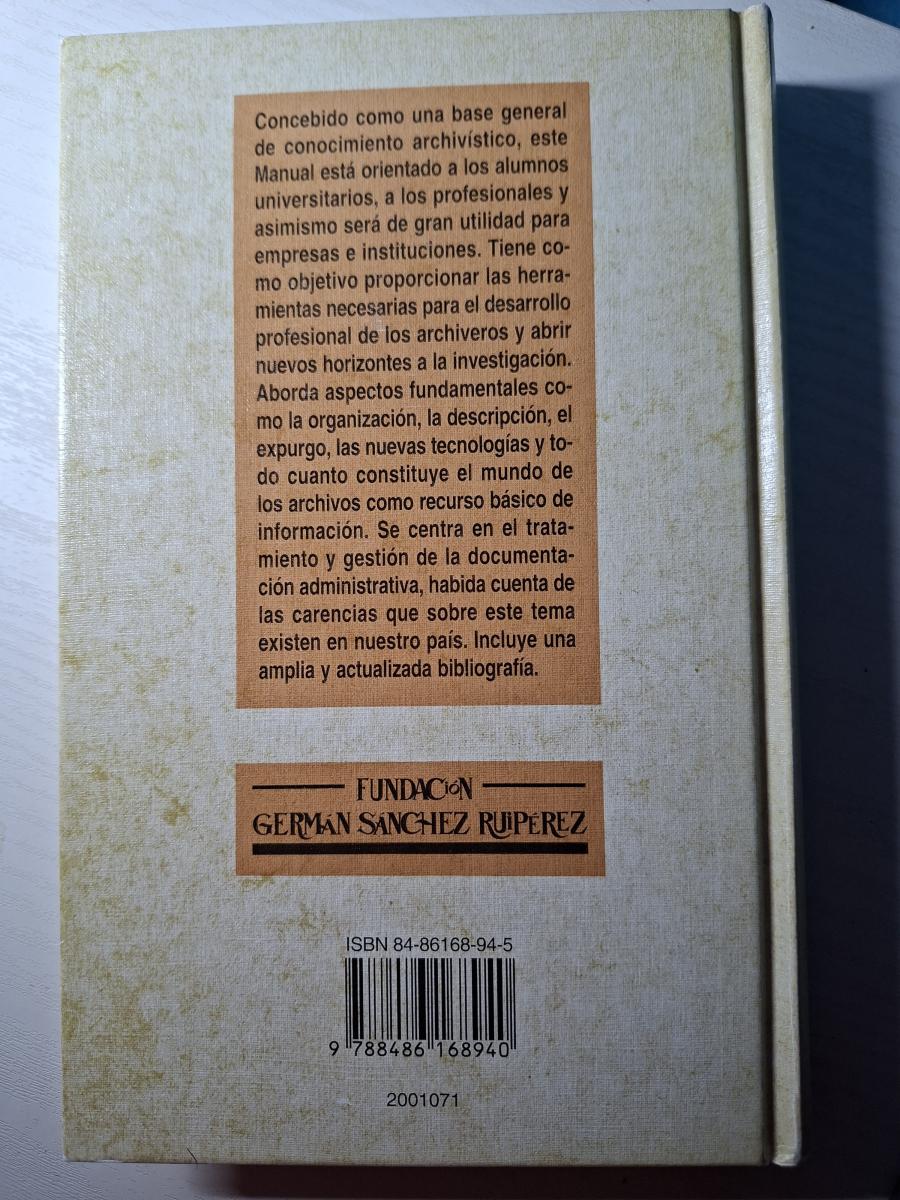 Concebido como una base general
de conocimiento archivístico, este
Manual está orientado a los alumnos
universitarios, a los profesionales y
asimismo será de gran utilidad para
empresas e instituciones. Tiene co-
mo objetivo proporcionar las herra-
mientas necesarias para el desarrollo
profesional de los archiveros y abrir
nuevos horizontes a la investigación.
Aborda aspectos fundamentales co-
mo la organización, la descripción, el
expurgo, las nuevas tecnologías y to-
do cuanto constituye el mundo de
los archivos como recurso básico de
información. Se centra en el trata-
miento y gestión de la documenta-
ción administrativa, habida cuenta de
las carencias que sobre este tema
existen en nuestro país. Incluye una
amplia y actualizada bibliografía.
FUNDACIÓN
GERMÁN SÁNCHEZ RUIPÉREZ
ISBN 84-86168-94-5
9 788486 168940
2001071